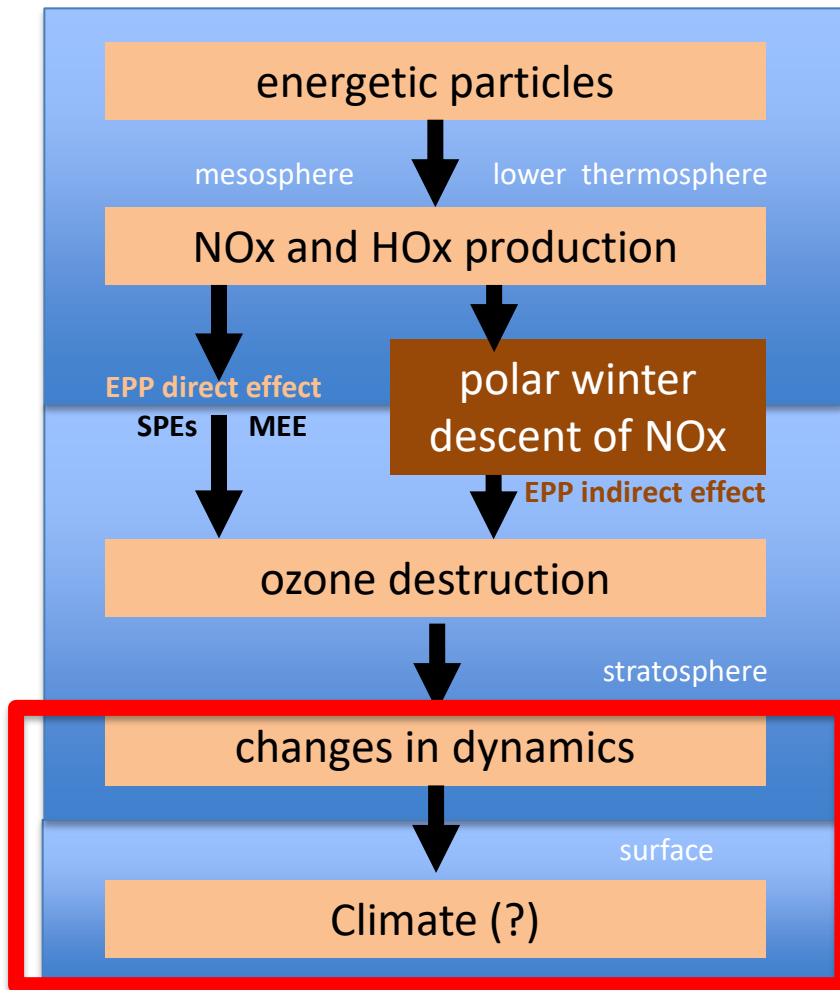 energetic particles
mesosphere
lower thermosphere
NOx and HOx production
EPP direct effect
SPEs MEE
polar winter
descent of NOx
EPP indirect effect
ozone destruction
stratosphere
changes in dynamics
surface
Climate (?)